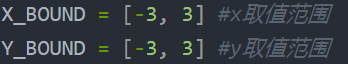 X_BOUND = [-3, 3] #x取值范围
Y_BOUND = [-3, 3] #y取值范围